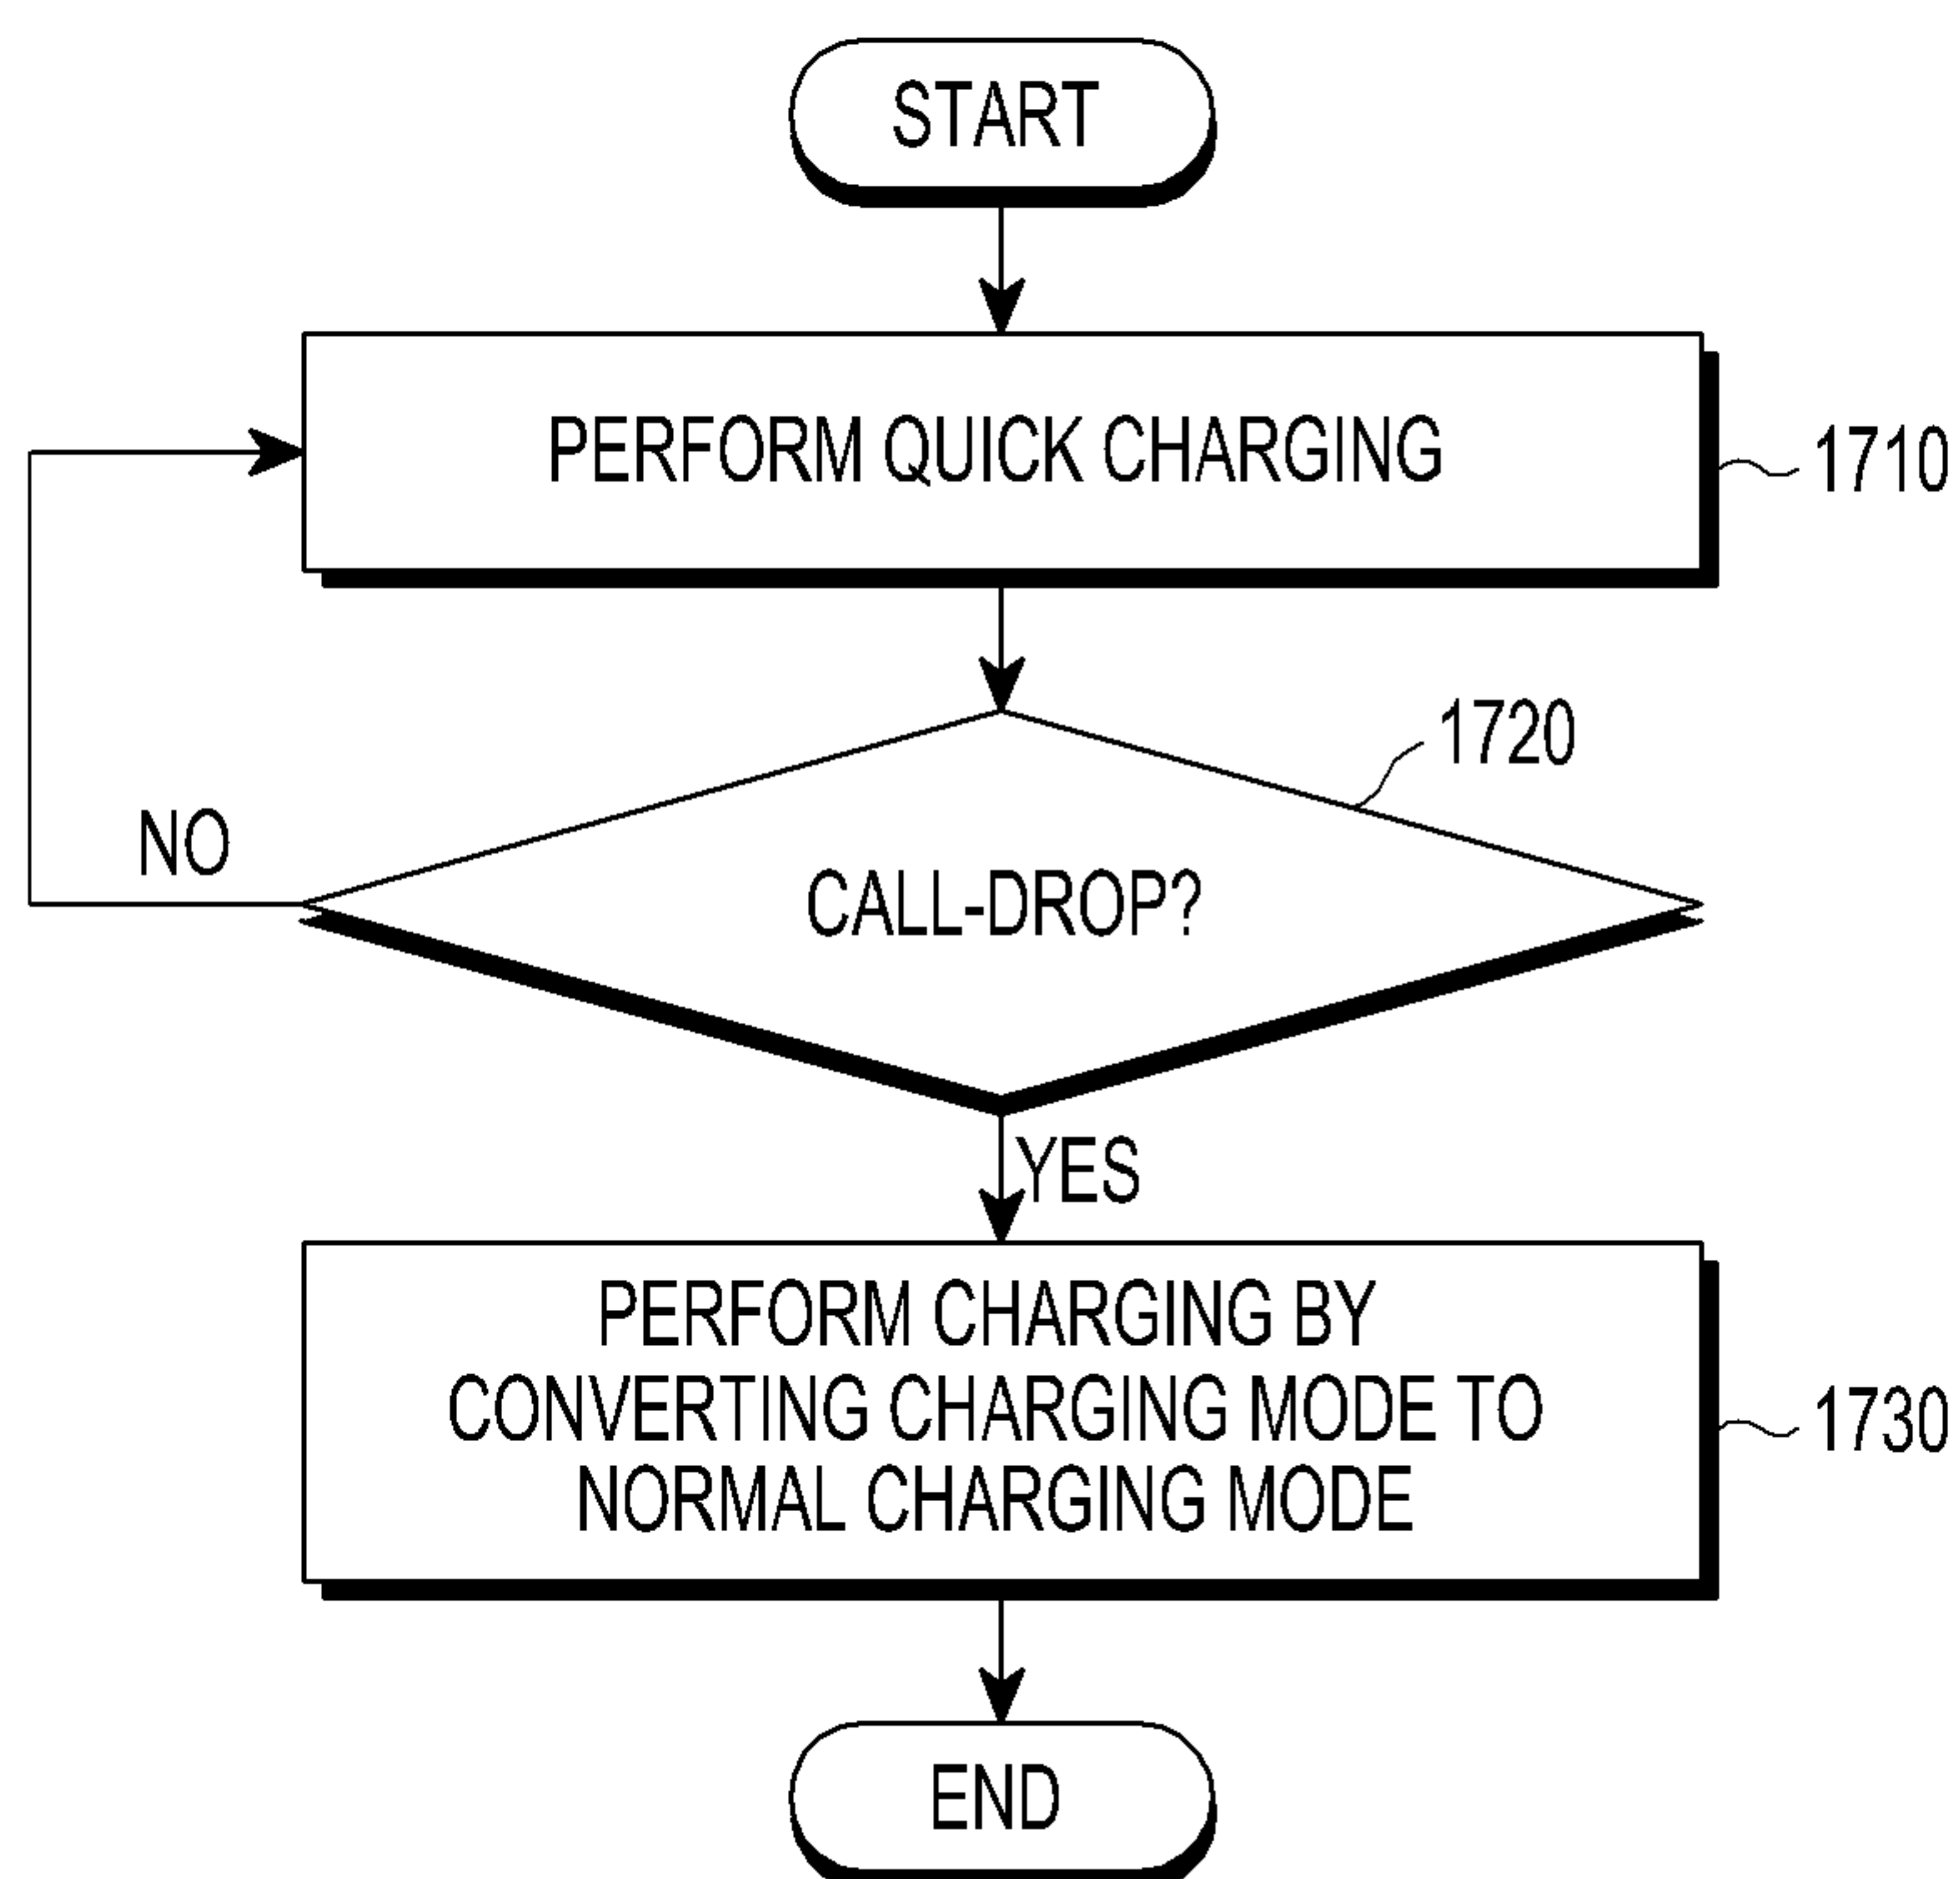 START
PERFORM QUICK CHARGING
1710
1720
CALL-DROP?
NO
YES
PERFORM CHARGING BY
CONVERTING CHARGING MODE TO
NORMAL CHARGING MODE
1730
END